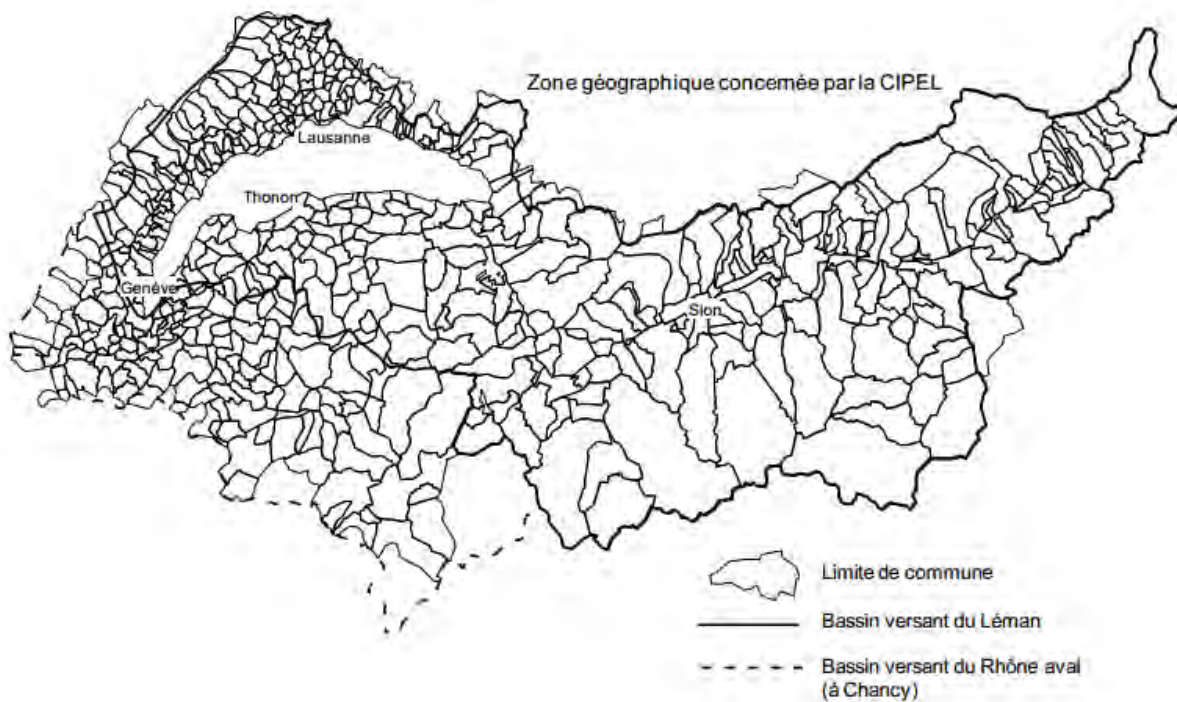 Zone géographique concernée par la CIPEL
Lausanne
Thonon
Genève
Sion
Limite de commune
Bassin versant du Léman
Bassin versant du Rhône aval
(à Chancy)